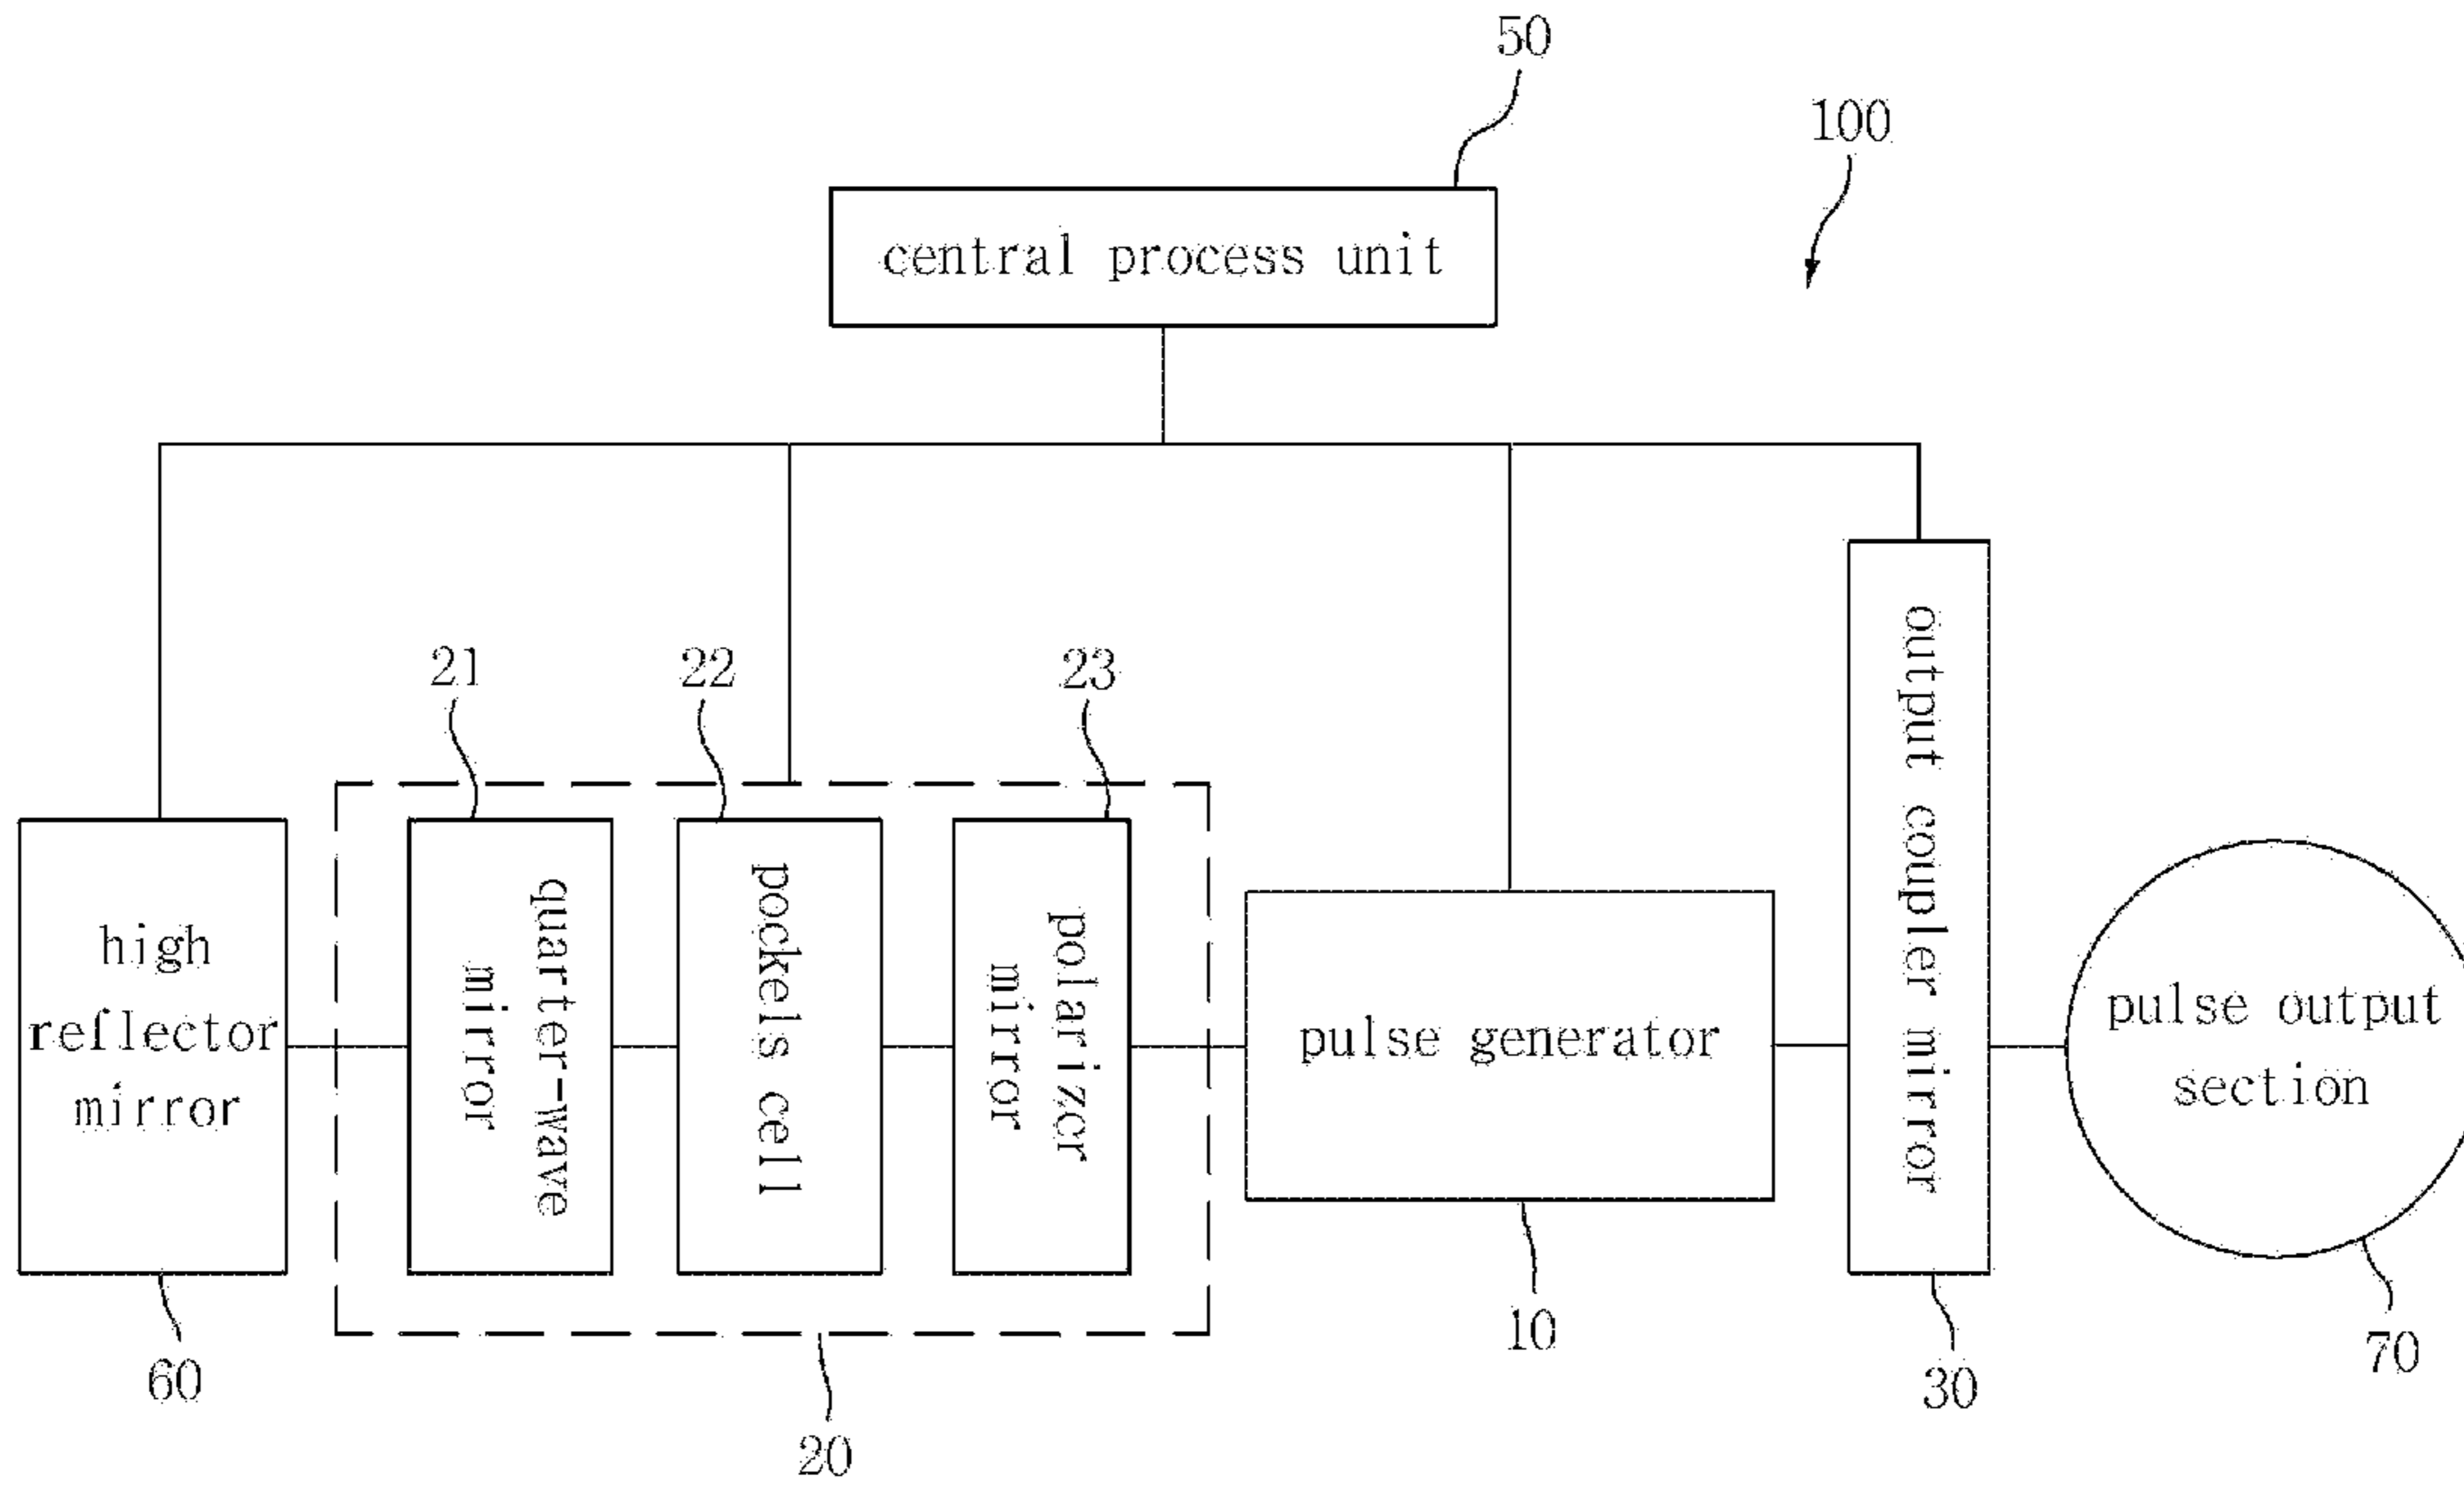 50
100
central process unit
21
22
23
high
reflector
mirror
quarter-wave
mirror
pockels cell
polarizer
mirror
pulse generator
output coupler mirror
pulse output
section
60
20
10
30
70